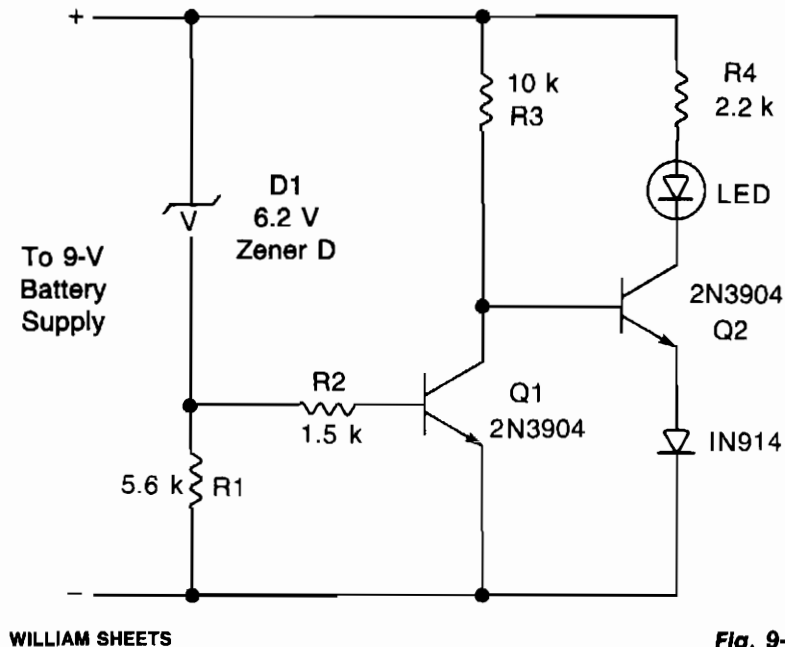 +
10 k
R3
R4
2.2 k
D1
6.2 V
Zener D
V
LED
To 9-V
Battery
Supply
2N3904
Q2
R2
1.5 k
Q1
2N3904
5.6 k
R1
IN914
−
WILLIAM SHEETS
Fig. 9-